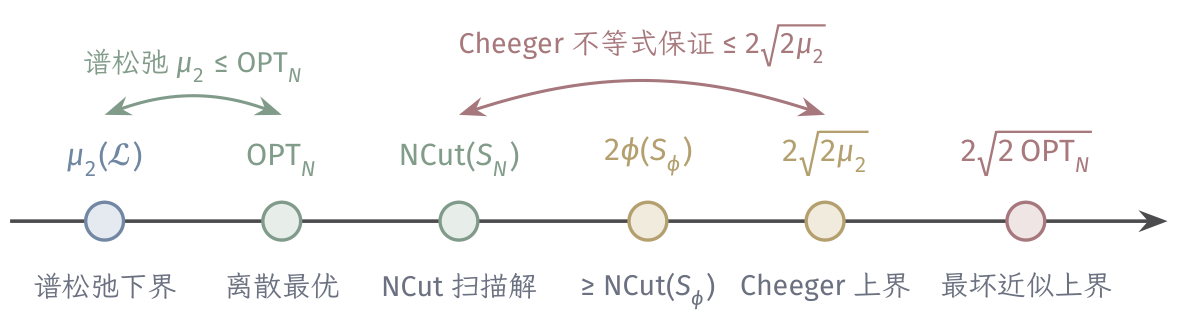 Cheeger 不等式保证 ≤ 2√(2μ₂)
谱松弛 μ₂ ≤ OPT_N
μ₂(ℒ) OPT_N NCut(S_N) 2ϕ(S_ϕ) 2√(2μ₂) 2√(2 OPT_N)
谱松弛下界 离散最优 NCut 扫描解 ≥ NCut(S_ϕ) Cheeger 上界 最坏近似上界